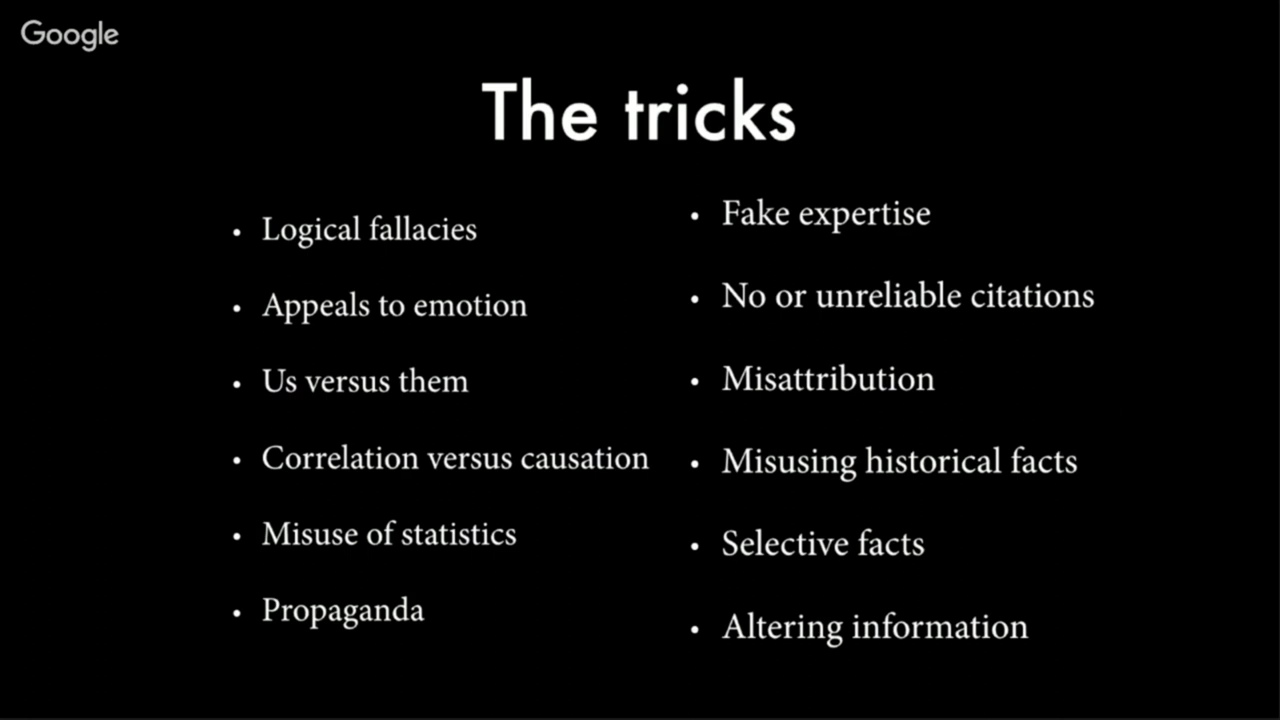 Google
The tricks
• Logical fallacies
• Appeals to emotion
• Us versus them
• Correlation versus causation
• Misuse of statistics
• Propaganda
• Fake expertise
• No or unreliable citations
• Misattribution
• Misusing historical facts
• Selective facts
• Altering information